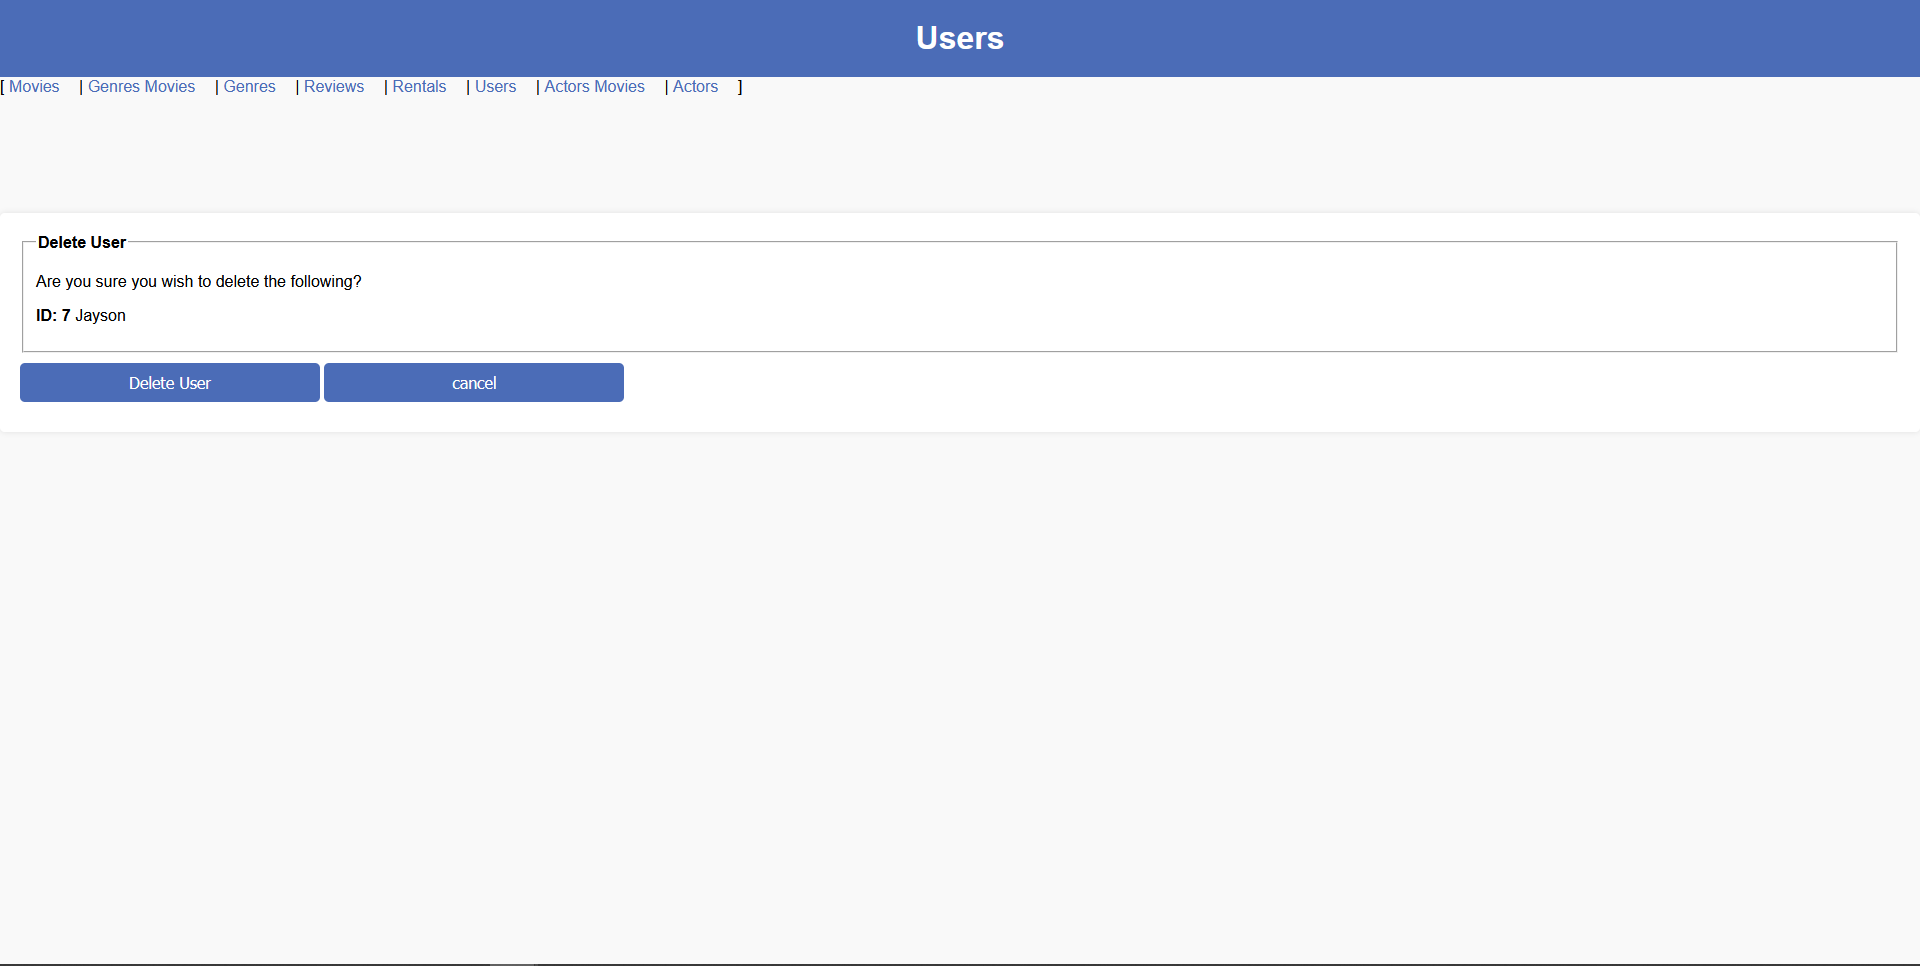 Users
[ Movies | Genres Movies | Genres | Reviews | Rentals | Users | Actors Movies | Actors ]
Delete User
Are you sure you wish to delete the following?
ID: 7 Jayson
Delete User cancel